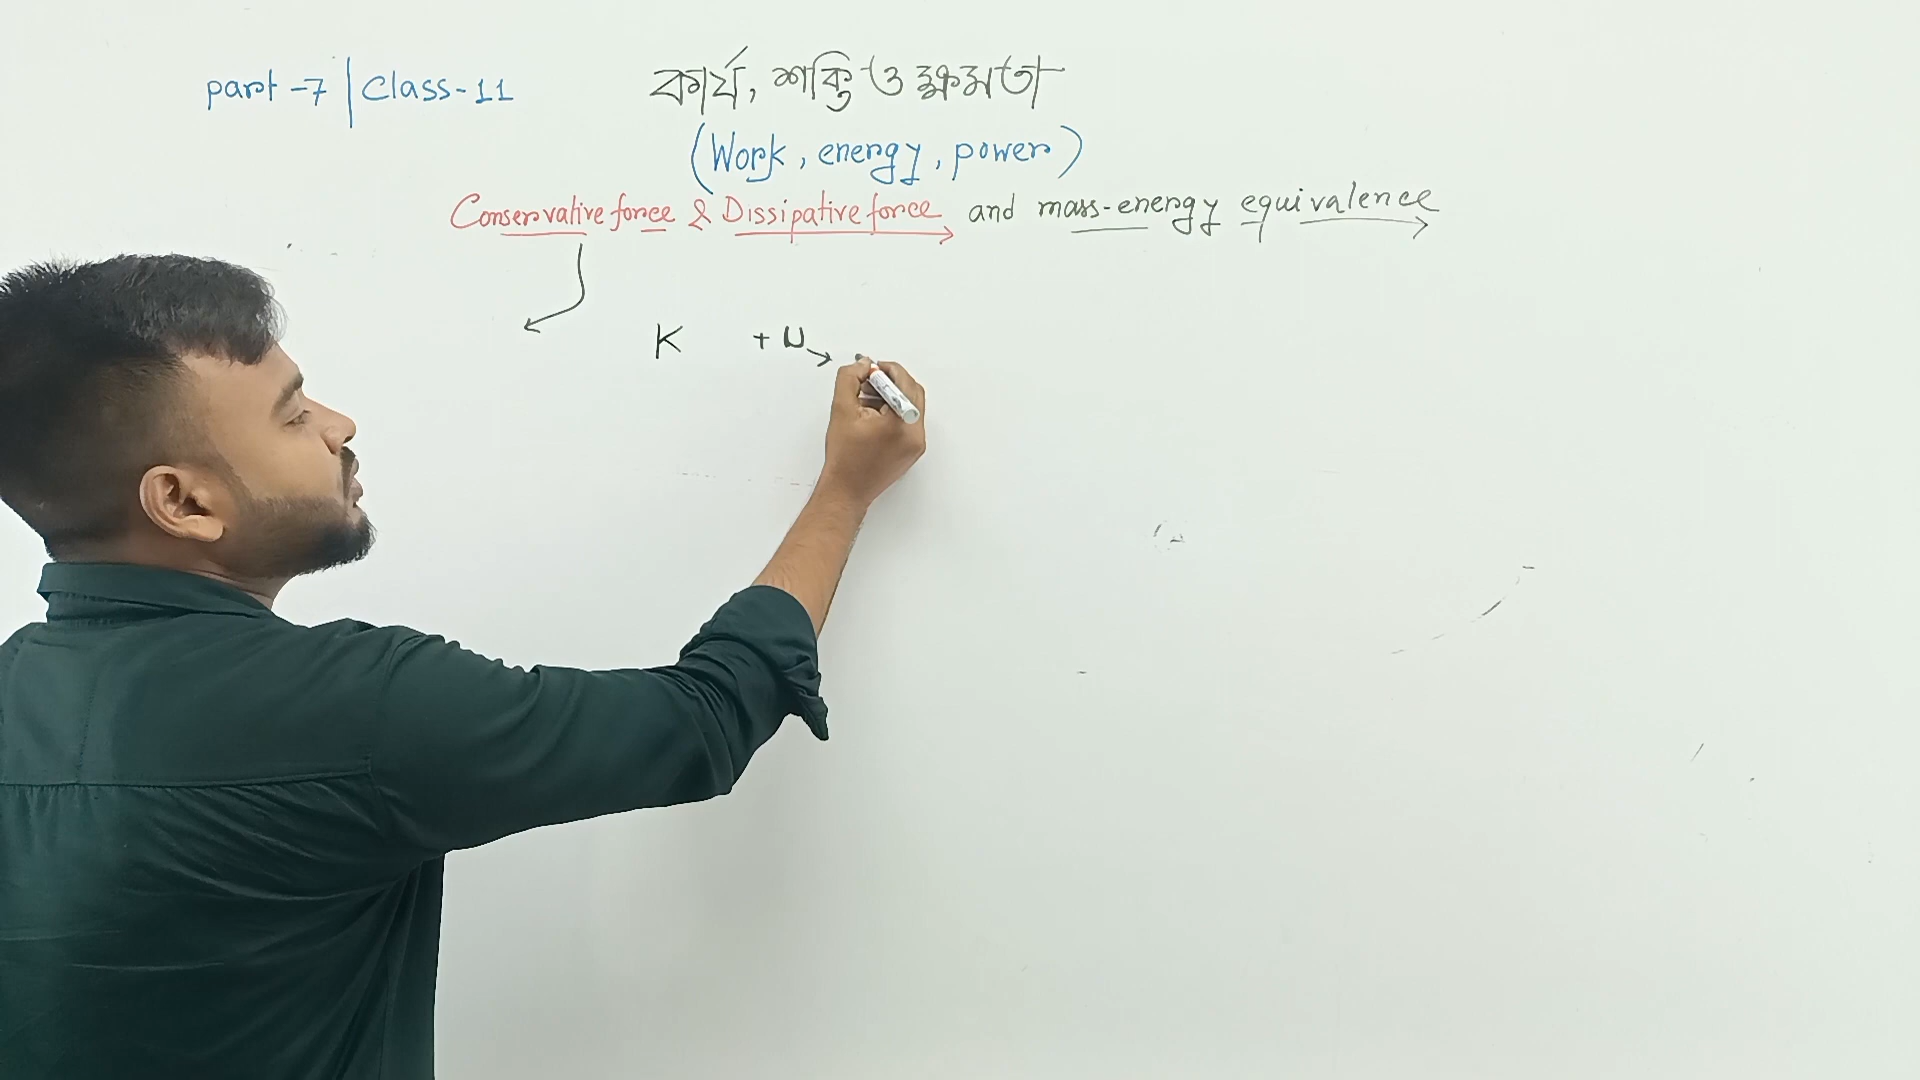 part -7 | Class-11
কার্য, শক্তি ও ক্ষমতা
(Work, energy, power)
Conservative force & Dissipative force and mass-energy equivalence
K + U